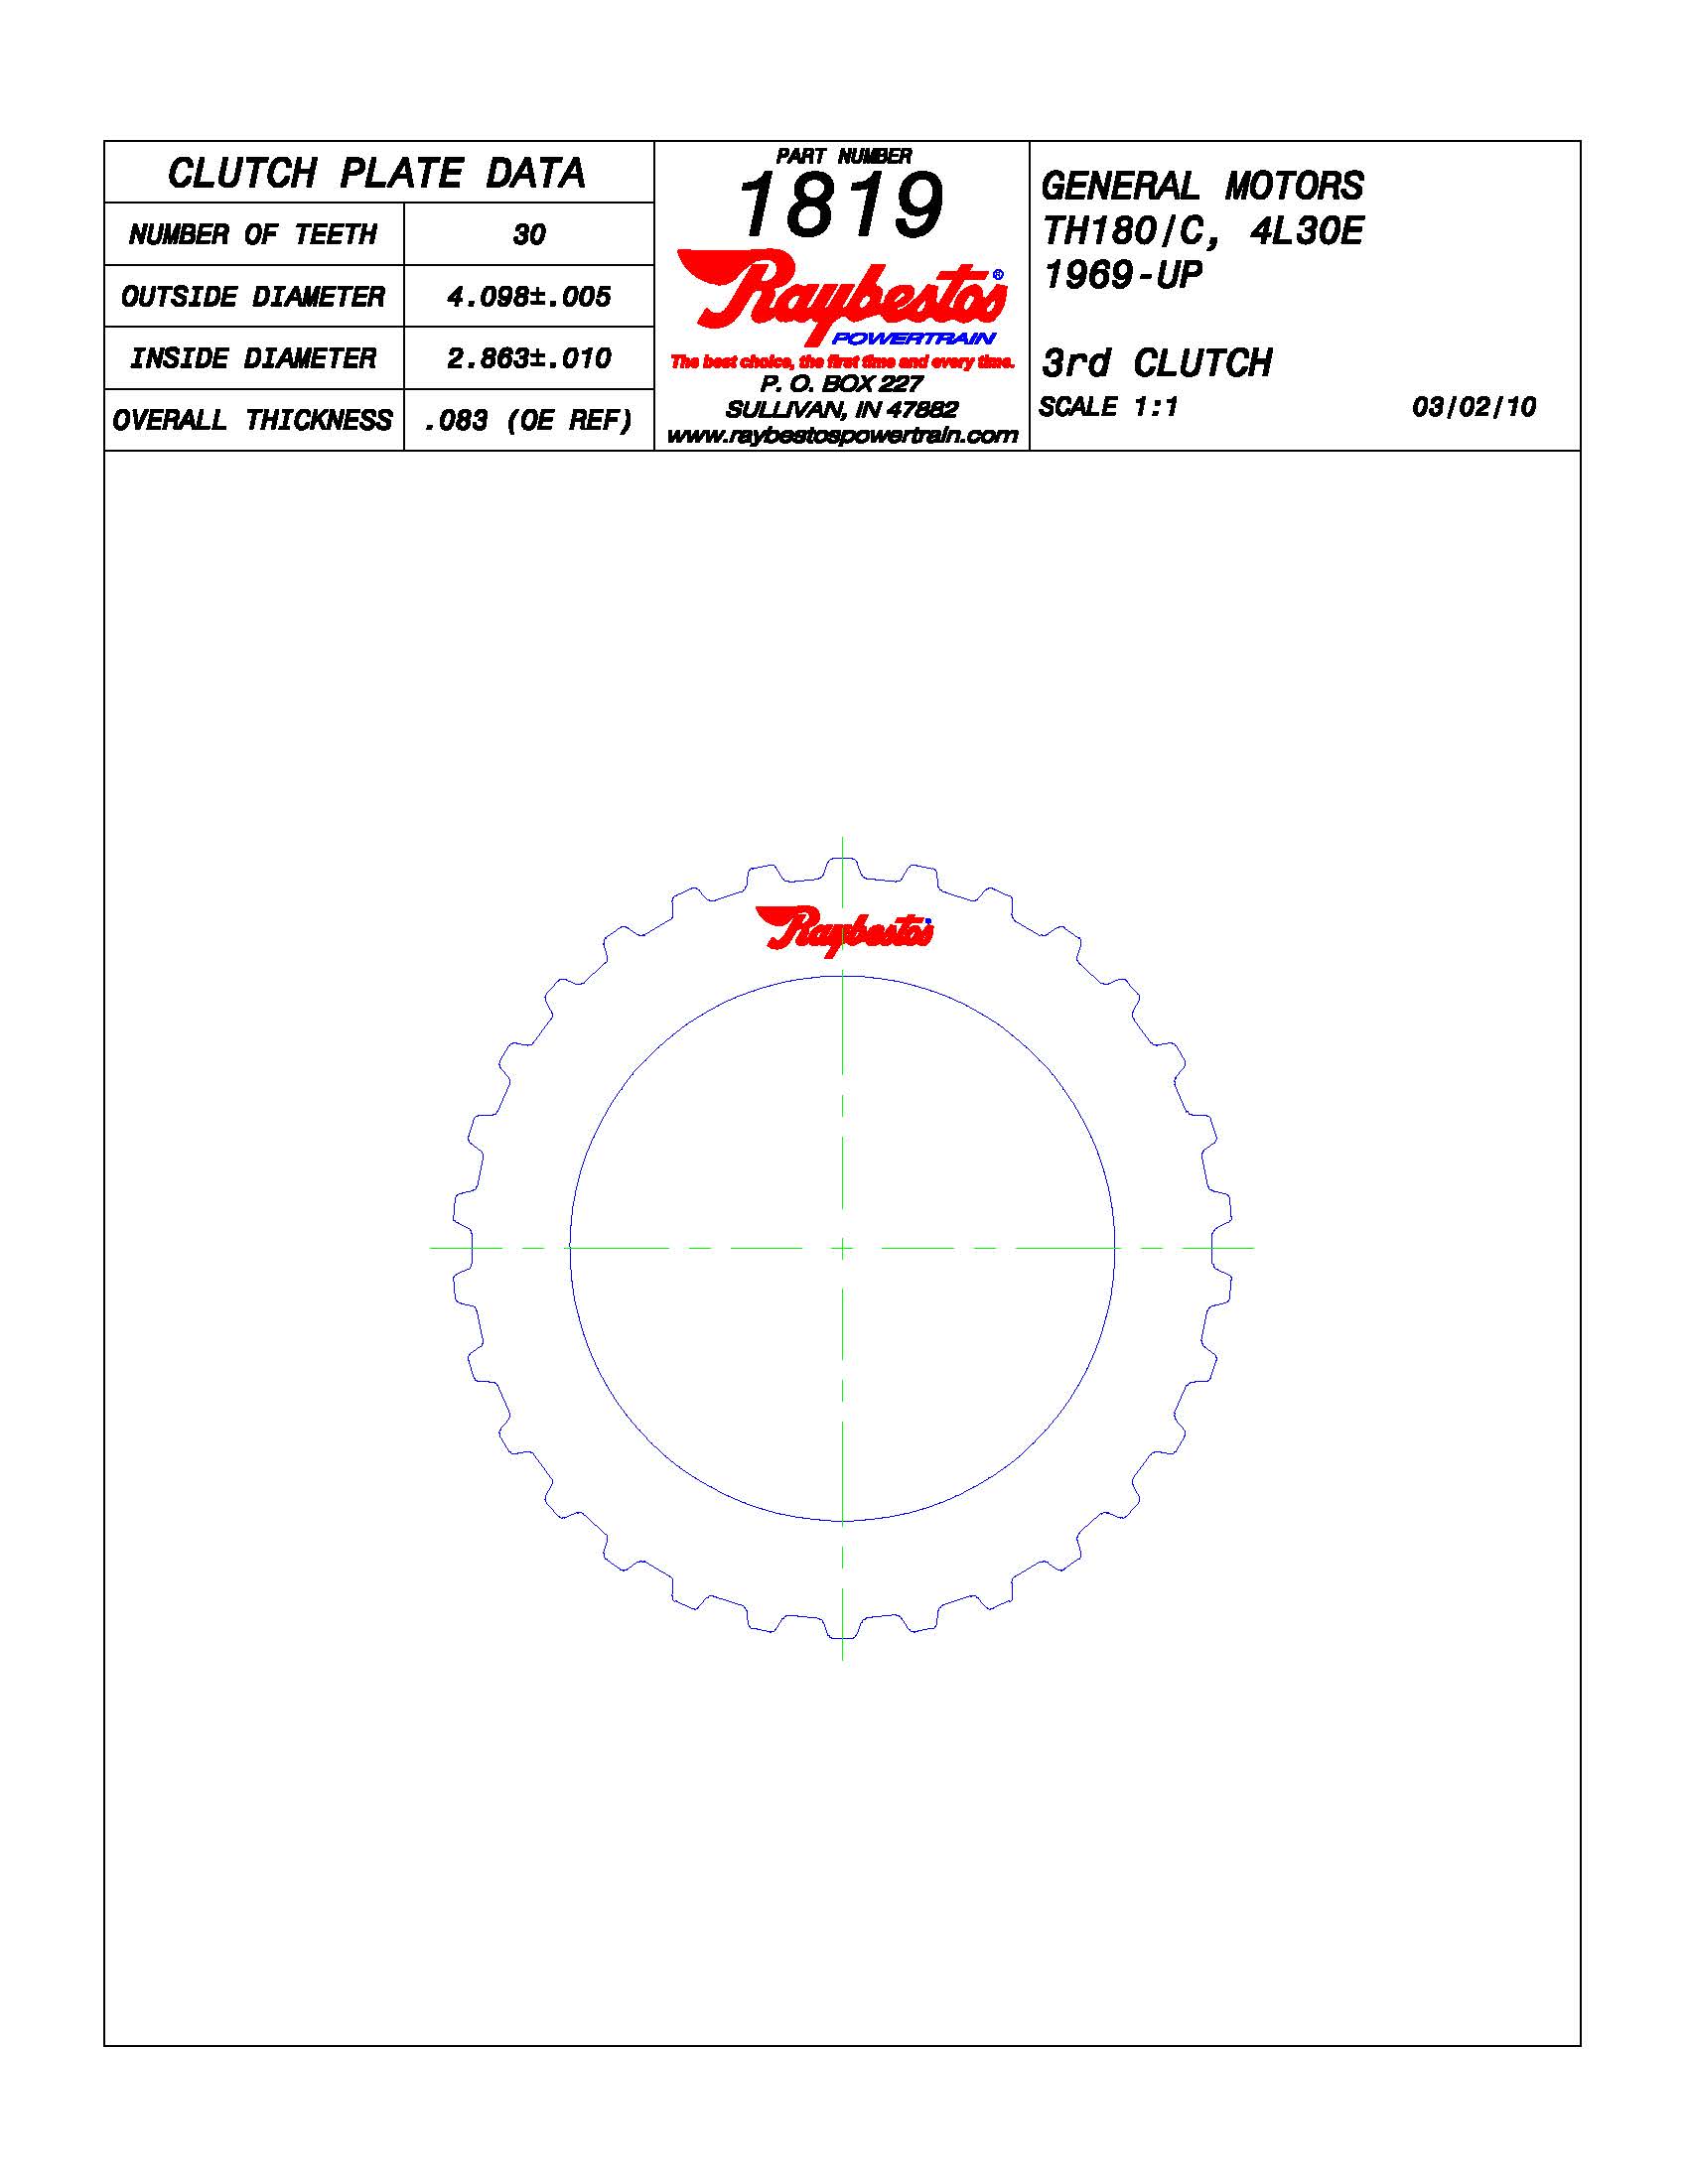 CLUTCH PLATE DATA
NUMBER OF TEETH 30
OUTSIDE DIAMETER 4.098±.005
INSIDE DIAMETER 2.863±.010
OVERALL THICKNESS .083 (OE REF)
PART NUMBER
1819
Raybestos®
POWERTRAIN
The best choice, the first time and every time.
P. O. BOX 227
SULLIVAN, IN 47882
www.raybestospowertrain.com
GENERAL MOTORS
TH180/C, 4L30E
1969-UP
3rd CLUTCH
SCALE 1:1 03/02/10
Raybestos